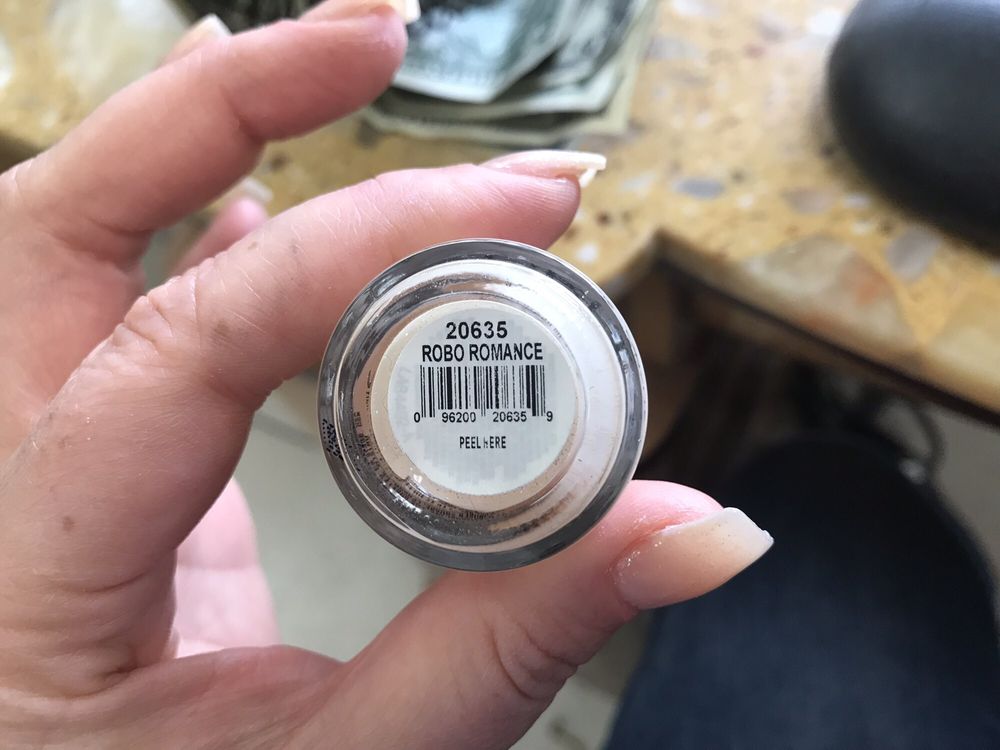 20635
ROBO ROMANCE
0 96200 20635 9
PEEL HERE